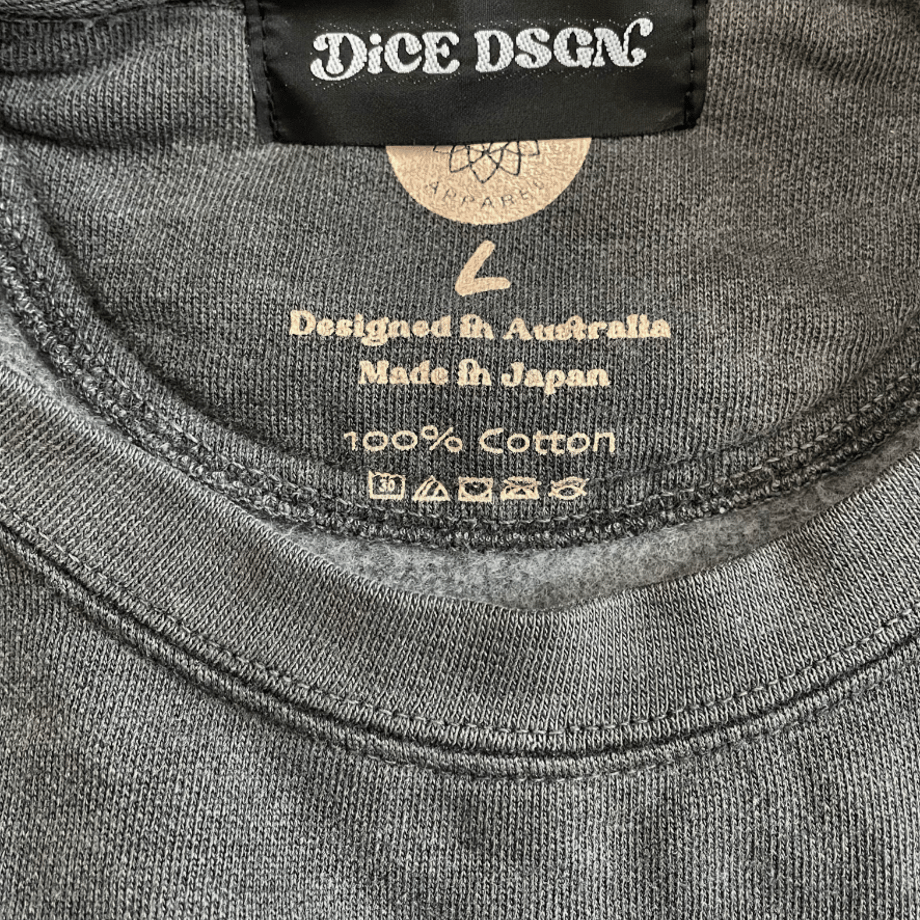 DiCE DSGN
APPAREL
L
Designed in Australia
Made in Japan
100% Cotton
30